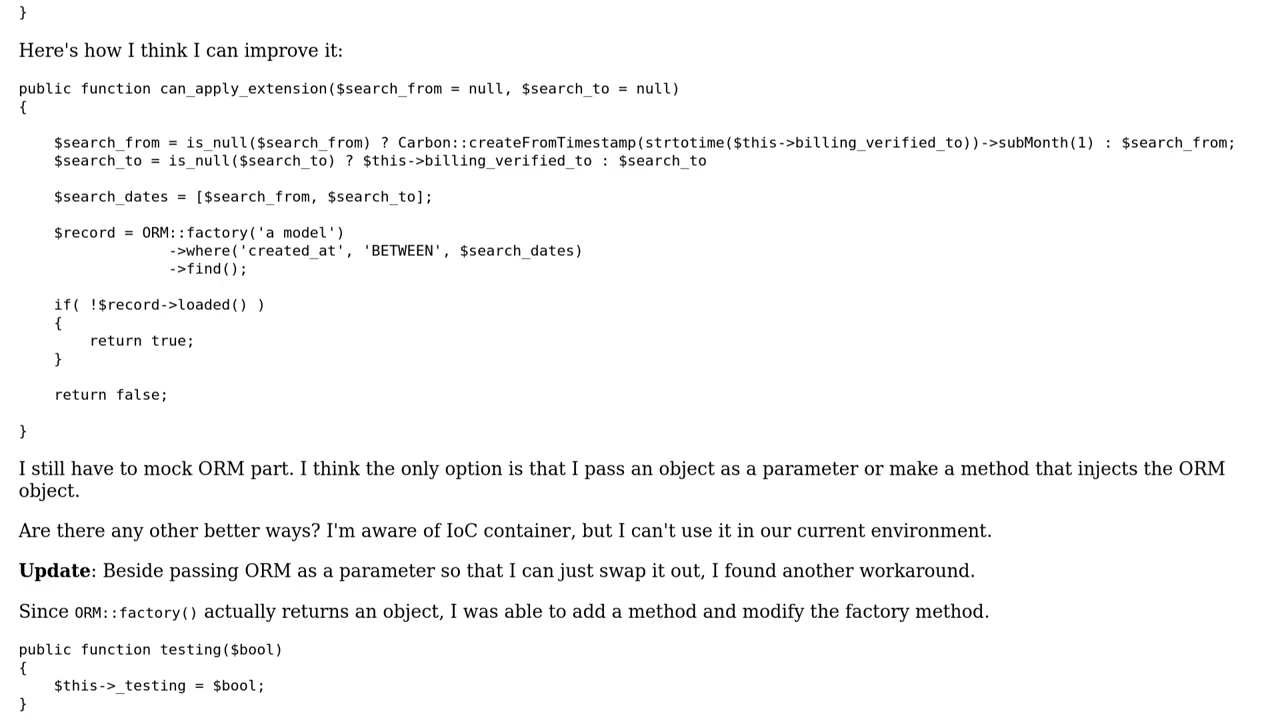 }
Here's how I think I can improve it:
public function can_apply_extension($search_from = null, $search_to = null)
{
    $search_from = is_null($search_from) ? Carbon::createFromTimestamp(strtotime($this->billing_verified_to))->subMonth(1) : $search_from;
    $search_to = is_null($search_to) ? $this->billing_verified_to : $search_to
    $search_dates = [$search_from, $search_to];
    $record = ORM::factory('a model')
                 ->where('created_at', 'BETWEEN', $search_dates)
                 ->find();
    if( !$record->loaded() )
    {
        return true;
    }
    return false;
}
I still have to mock ORM part. I think the only option is that I pass an object as a parameter or make a method that injects the ORM
object.
Are there any other better ways? I'm aware of IoC container, but I can't use it in our current environment.
Update: Beside passing ORM as a parameter so that I can just swap it out, I found another workaround.
Since ORM::factory() actually returns an object, I was able to add a method and modify the factory method.
public function testing($bool)
{
    $this->_testing = $bool;
}